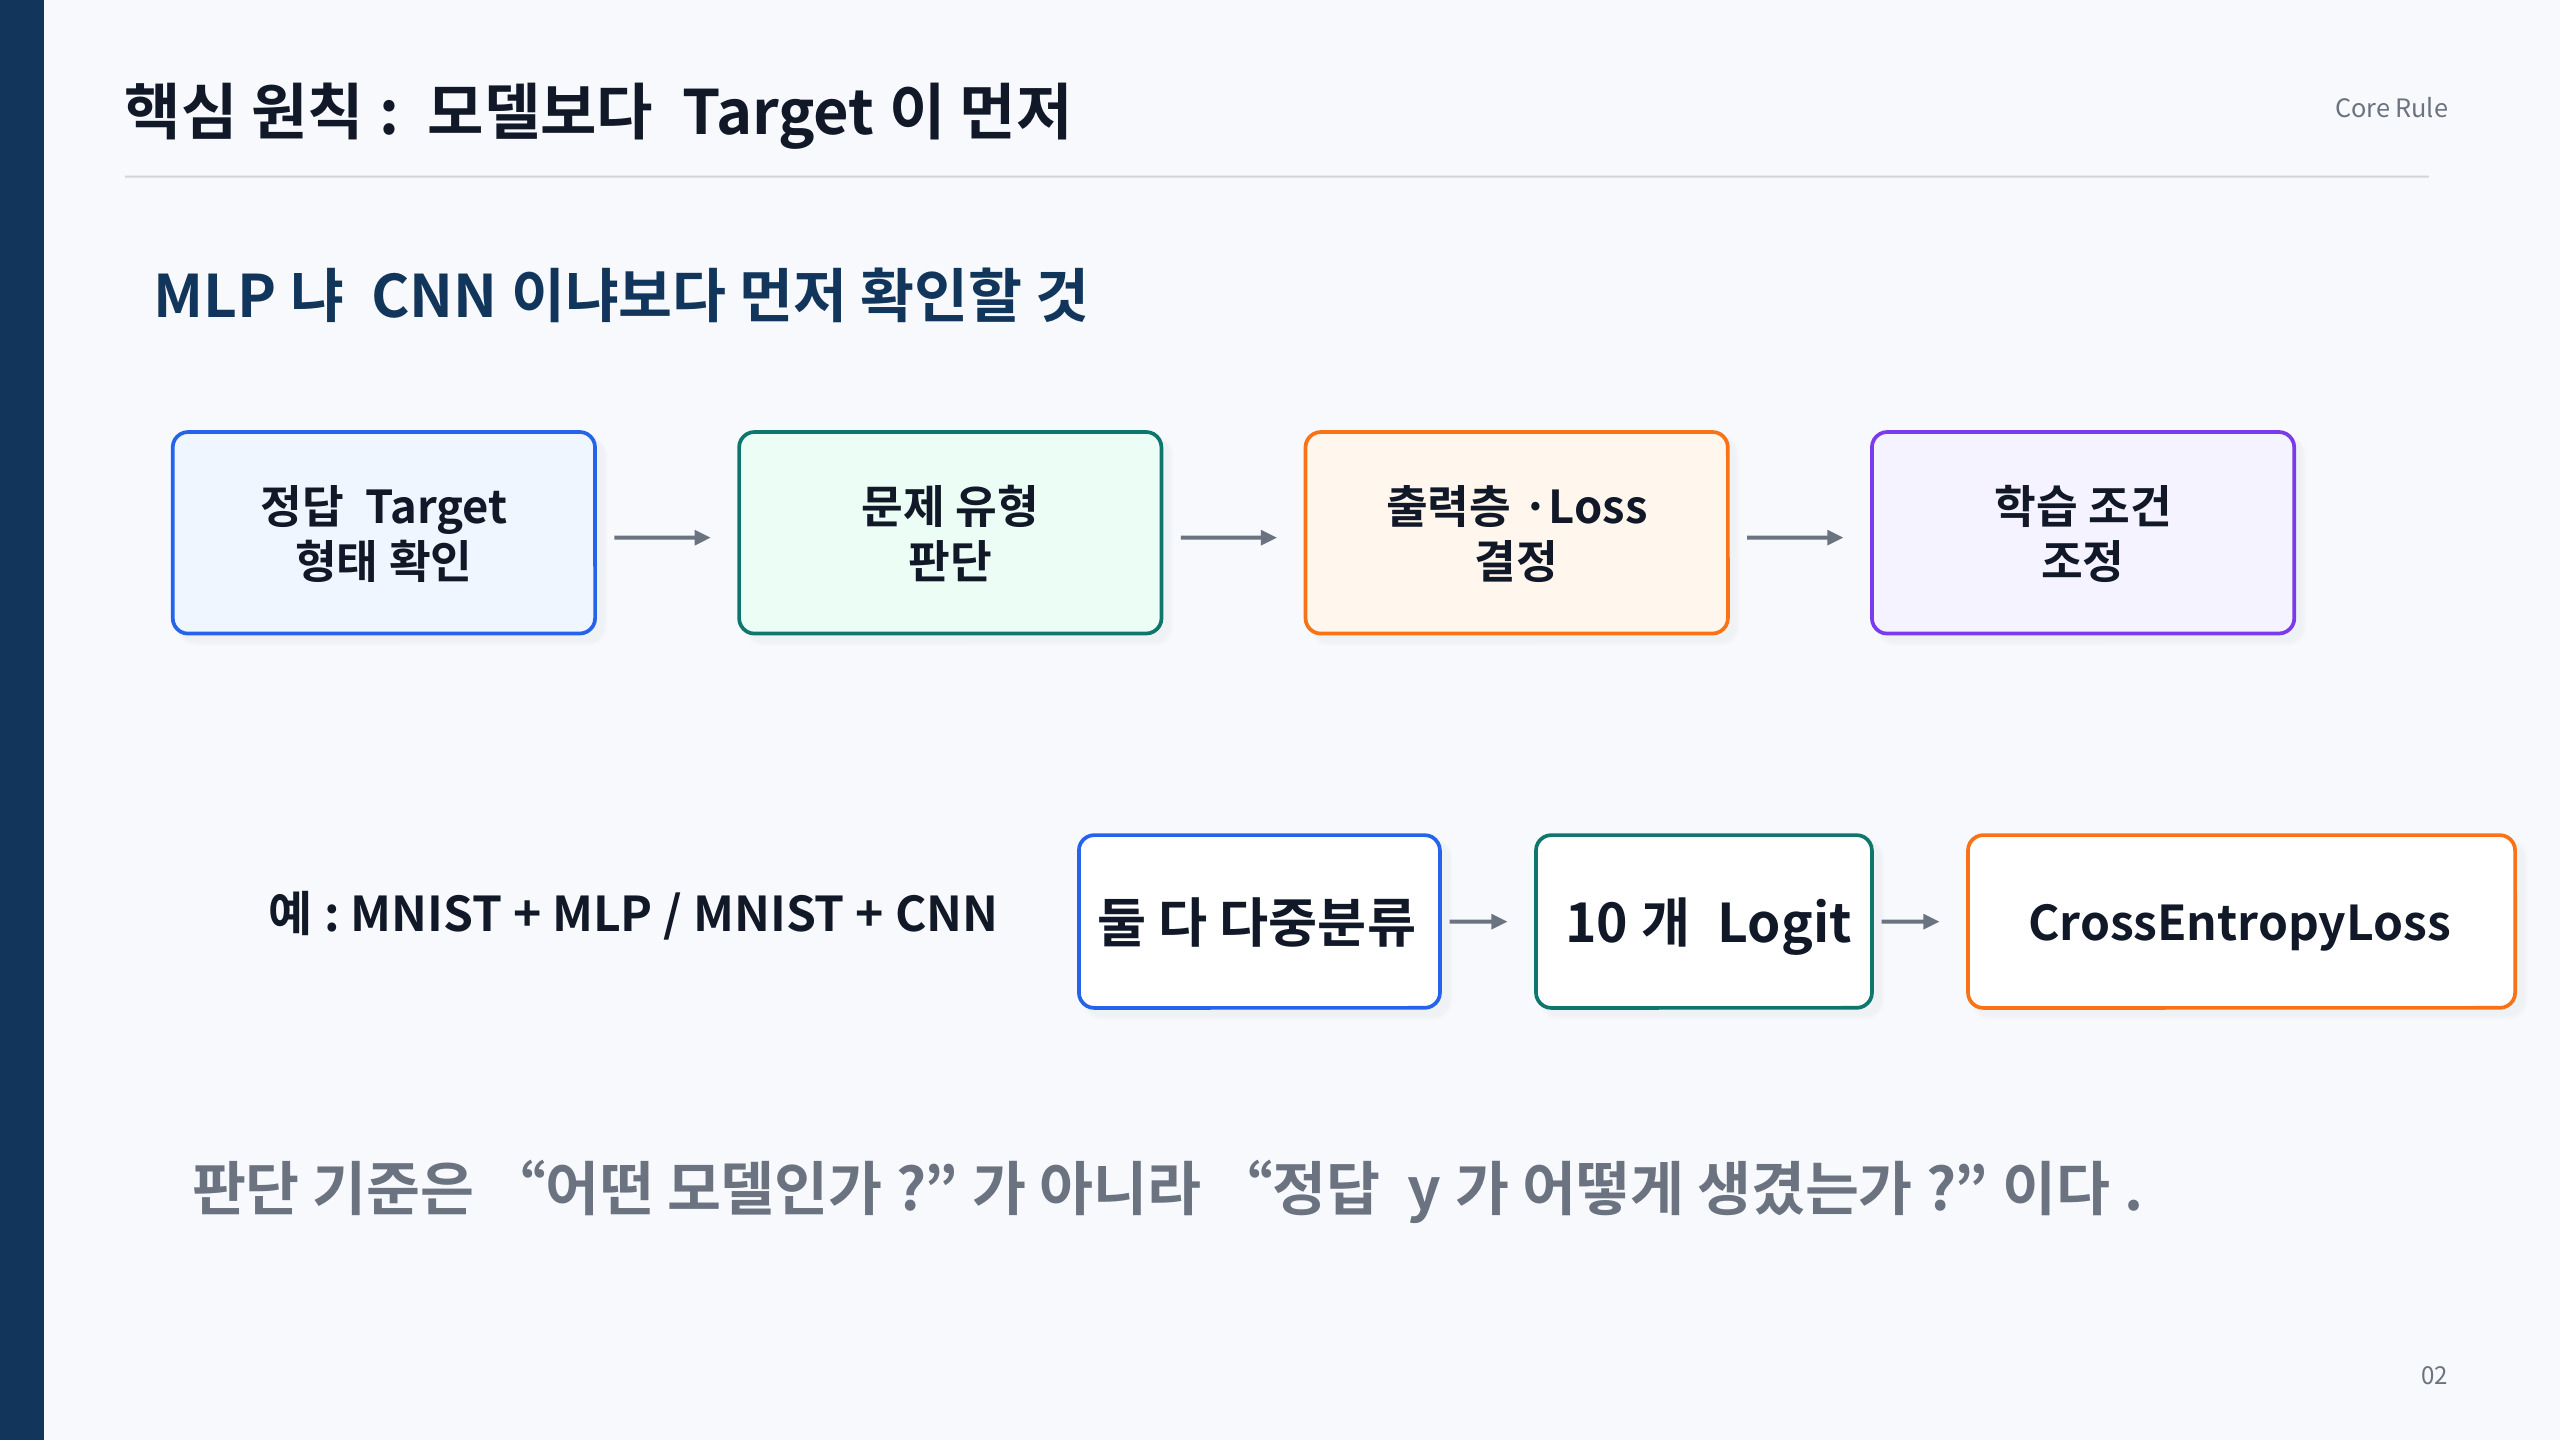 핵심 원칙 : 모델보다 Target 이 먼저
Core Rule
MLP 냐 CNN 이냐보다 먼저 확인할 것
정답 Target
형태 확인
문제 유형
판단
출력층 ·Loss
결정
학습 조건
조정
예 : MNIST + MLP / MNIST + CNN
둘 다 다중분류
10 개 Logit
CrossEntropyLoss
판단 기준은 “어떤 모델인가 ?” 가 아니라 “정답 y 가 어떻게 생겼는가 ?” 이다 .
02